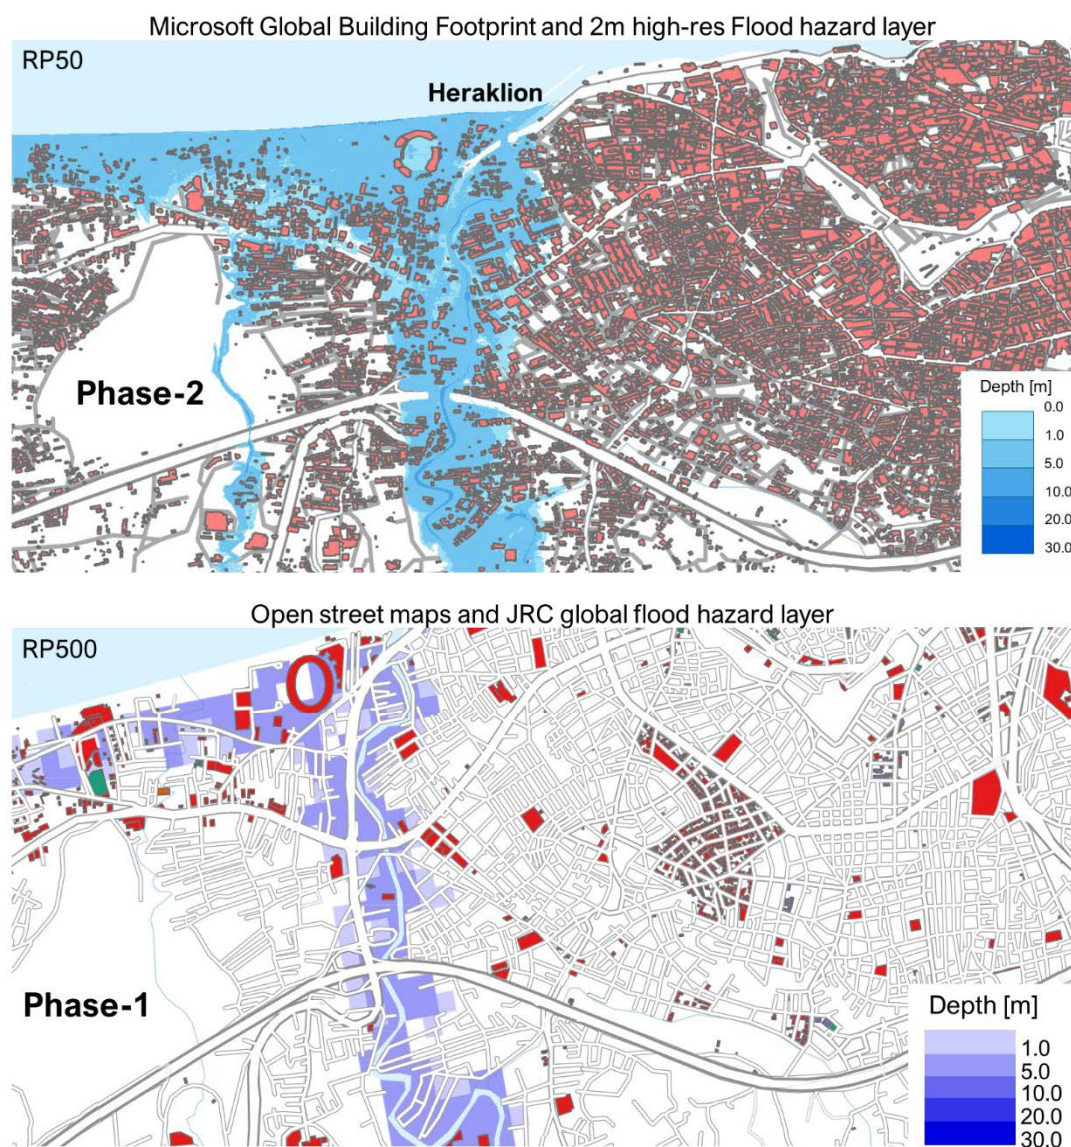 Microsoft Global Building Footprint and 2m high-res Flood hazard layer
RP50
Heraklion
Phase-2
Depth [m]
0.0
1.0
5.0
10.0
20.0
30.0
Open street maps and JRC global flood hazard layer
RP500
Phase-1
Depth [m]
1.0
5.0
10.0
20.0
30.0